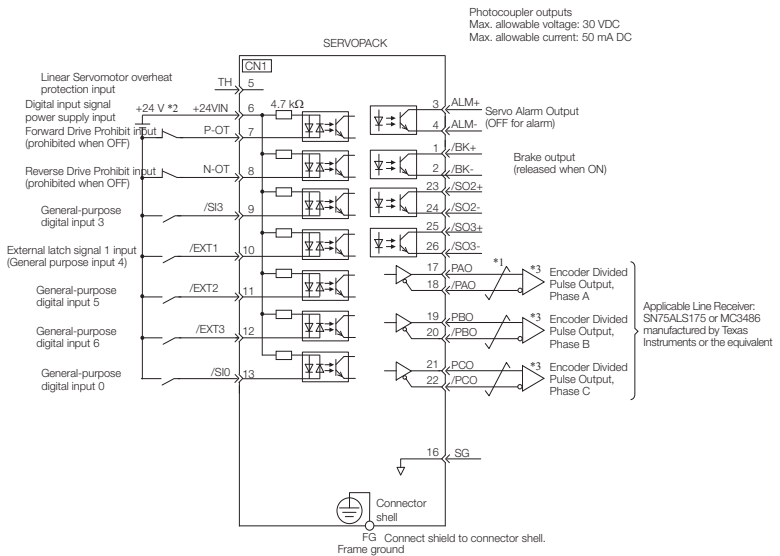 Photocoupler outputs
Max. allowable voltage: 30 VDC
Max. allowable current: 50 mA DC
SERVOPACK
CN1
Linear Servomotor overheat
protection input
TH 5
Digital input signal
power supply input
+24 V *2 +24VIN 6 4.7 kΩ
Forward Drive Prohibit input
(prohibited when OFF)
P-OT 7
Reverse Drive Prohibit input
(prohibited when OFF)
N-OT 8
General-purpose
digital input 3
/SI3 9
External latch signal 1 input
(General purpose input 4)
/EXT1 10
General-purpose
digital input 5
/EXT2 11
General-purpose
digital input 6
/EXT3 12
General-purpose
digital input 0
/SI0 13
3 ALM+
4 ALM-
Servo Alarm Output
(OFF for alarm)
1 /BK+
2 /BK-
Brake output
(released when ON)
23 /SO2+
24 /SO2-
25 /SO3+
26 /SO3-
17 PAO
18 /PAO
*1
*3 Encoder Divided
Pulse Output,
Phase A
19 PBO
20 /PBO
*3 Encoder Divided
Pulse Output,
Phase B
21 PCO
22 /PCO
*3 Encoder Divided
Pulse Output,
Phase C
Applicable Line Receiver:
SN75ALS175 or MC3486
manufactured by Texas
Instruments or the equivalent
16 SG
Connector
shell
FG Connect shield to connector shell.
Frame ground